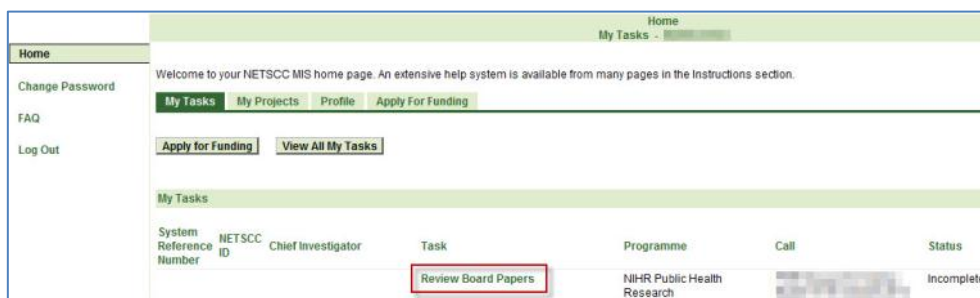 Home
My Tasks -
Home
Change Password
FAQ
Log Out
Welcome to your NETSCC MIS home page. An extensive help system is available from many pages in the Instructions section.
My Tasks My Projects Profile Apply For Funding
Apply for Funding View All My Tasks
My Tasks
System Reference Number NETSCC ID Chief Investigator Task Programme Call Status
Review Board Papers NIHR Public Health Research Incomplete